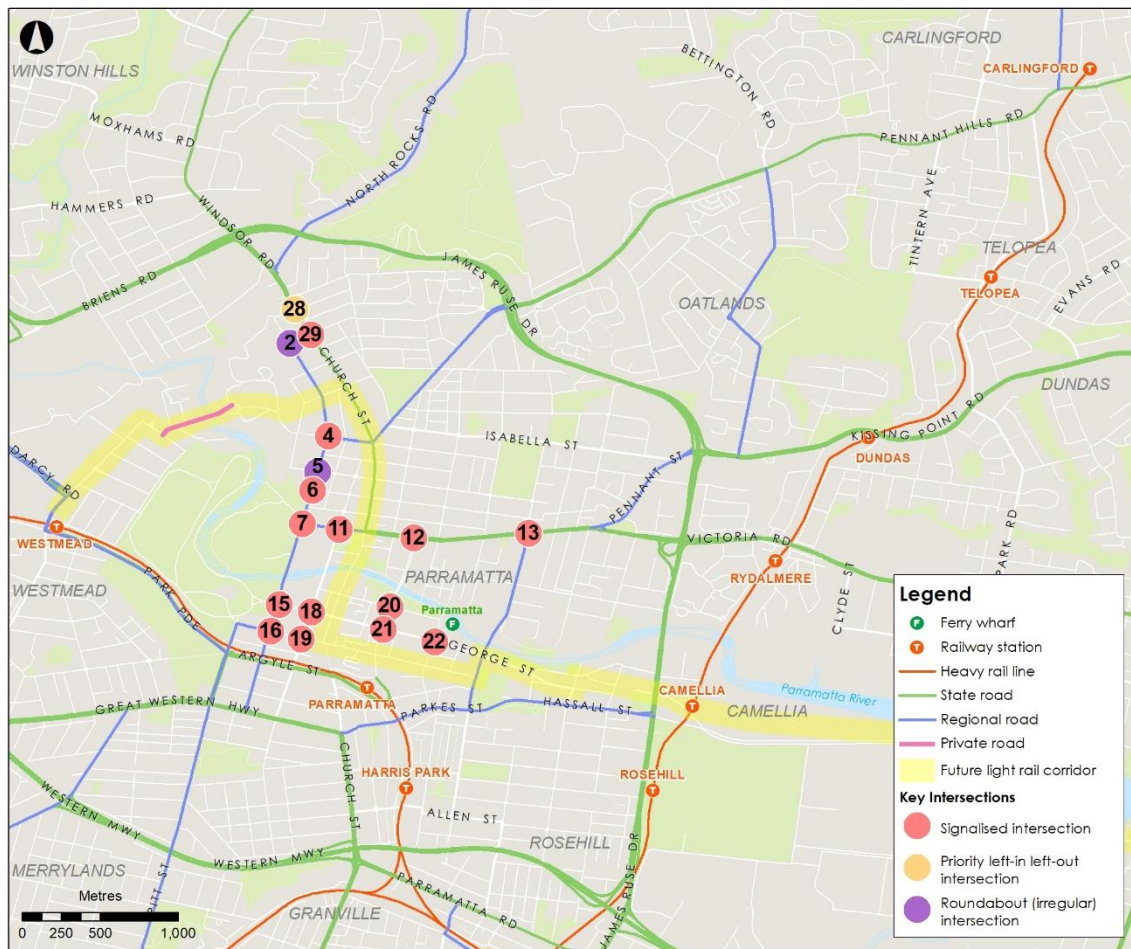 CARLINGFORD
WINSTON HILLS
BETTINGTON RD
CARLINGFORD
T
MOXHAMS RD
NORTH ROCKS RD
PENNANT HILLS RD
HAMMERS RD
WINDSOR RD
TINTERN AVE
TELOPEA
BRIENS RD
JAMES RUSE DR
T
TELOPEA
EVANS RD
OATLANDS
28
29
2
CHURCH ST
DUNDAS
4
ISABELLA ST
KISSING POINT RD
T
DUNDAS
DARCY RD
5
6
PENNANT ST
7
11
12
13
T
WESTMEAD
VICTORIA RD
PARK RD
T
RYDALMERE
WESTMEAD
PARK PDE
PARRAMATTA
CLYDE ST
15
18
20
Parramatta
F
16
19
21
22
GEORGE ST
ARGYLE ST
T
PARRAMATTA
GREAT WESTERN HWY
PARKES ST
HASSALL ST
CAMELLIA
T
CAMELLIA
Parramatta River
CHURCH ST
HARRIS PARK
T
ROSEHILL
T
ALLEN ST
WESTERN MWY
ROSEHILL
WESTERN MWY
MERRYLANDS
PITT ST
PARRAMATTA RD
JAMES RUSE DR
GRANVILLE
Metres
0 250 500 1,000
Legend
F Ferry wharf
T Railway station
Heavy rail line
State road
Regional road
Private road
Future light rail corridor
Key Intersections
Signalised intersection
Priority left-in left-out
intersection
Roundabout (irregular)
intersection